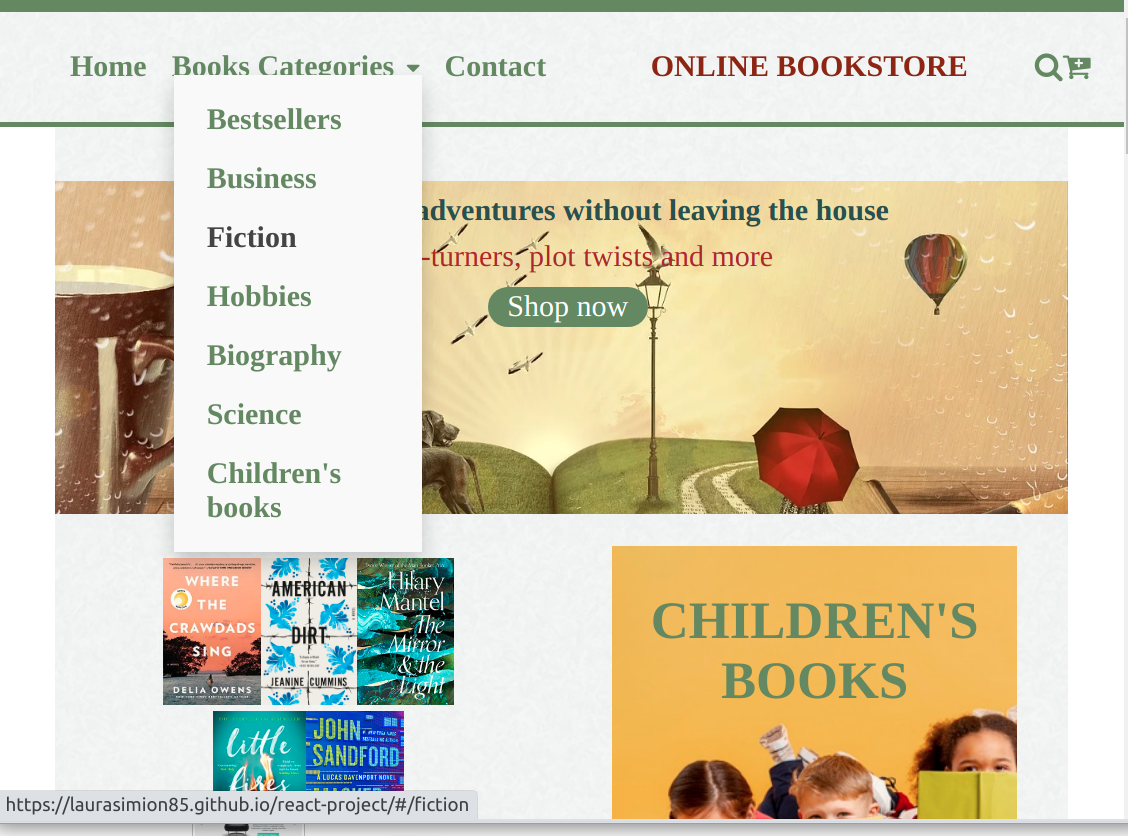 Home
Books Categories
Contact
ONLINE BOOKSTORE
Bestsellers
Business
Fiction
Hobbies
Biography
Science
Children's
books
adventures without leaving the house
-turners, plot twists and more
Shop now
WHERE
THE
CRAWDADS
SING
DELIA OWENS
AMERICAN
DIRT
JEANINE CUMMINS
Hilary
Mantel
The
Mirror
& the
Light
little
fires
JOHN
SANDFORD
A LUCAS DAVENPORT NOVEL
CHILDREN'S
BOOKS
https://laurasimion85.github.io/react-project/#/fiction